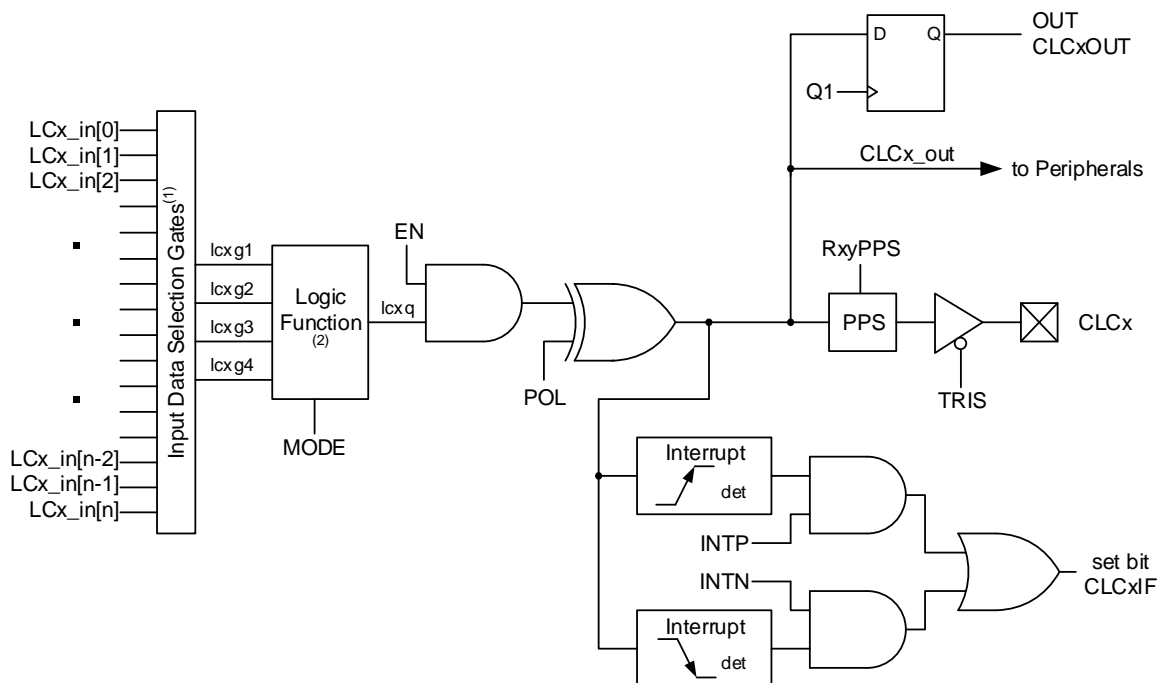 OUT
CLCxOUT
D
Q
Q1
LCx_in[0]
LCx_in[1]
LCx_in[2]
CLCx_out
to Peripherals
Input Data Selection Gates(1)
EN
RxyPPS
lcxg1
lcxg2
lcxg3
lcxg4
Logic
Function
(2)
lcxq
PPS
CLCx
POL
TRIS
MODE
LCx_in[n-2]
LCx_in[n-1]
LCx_in[n]
Interrupt
det
INTP
INTN
set bit
CLCxIF
Interrupt
det